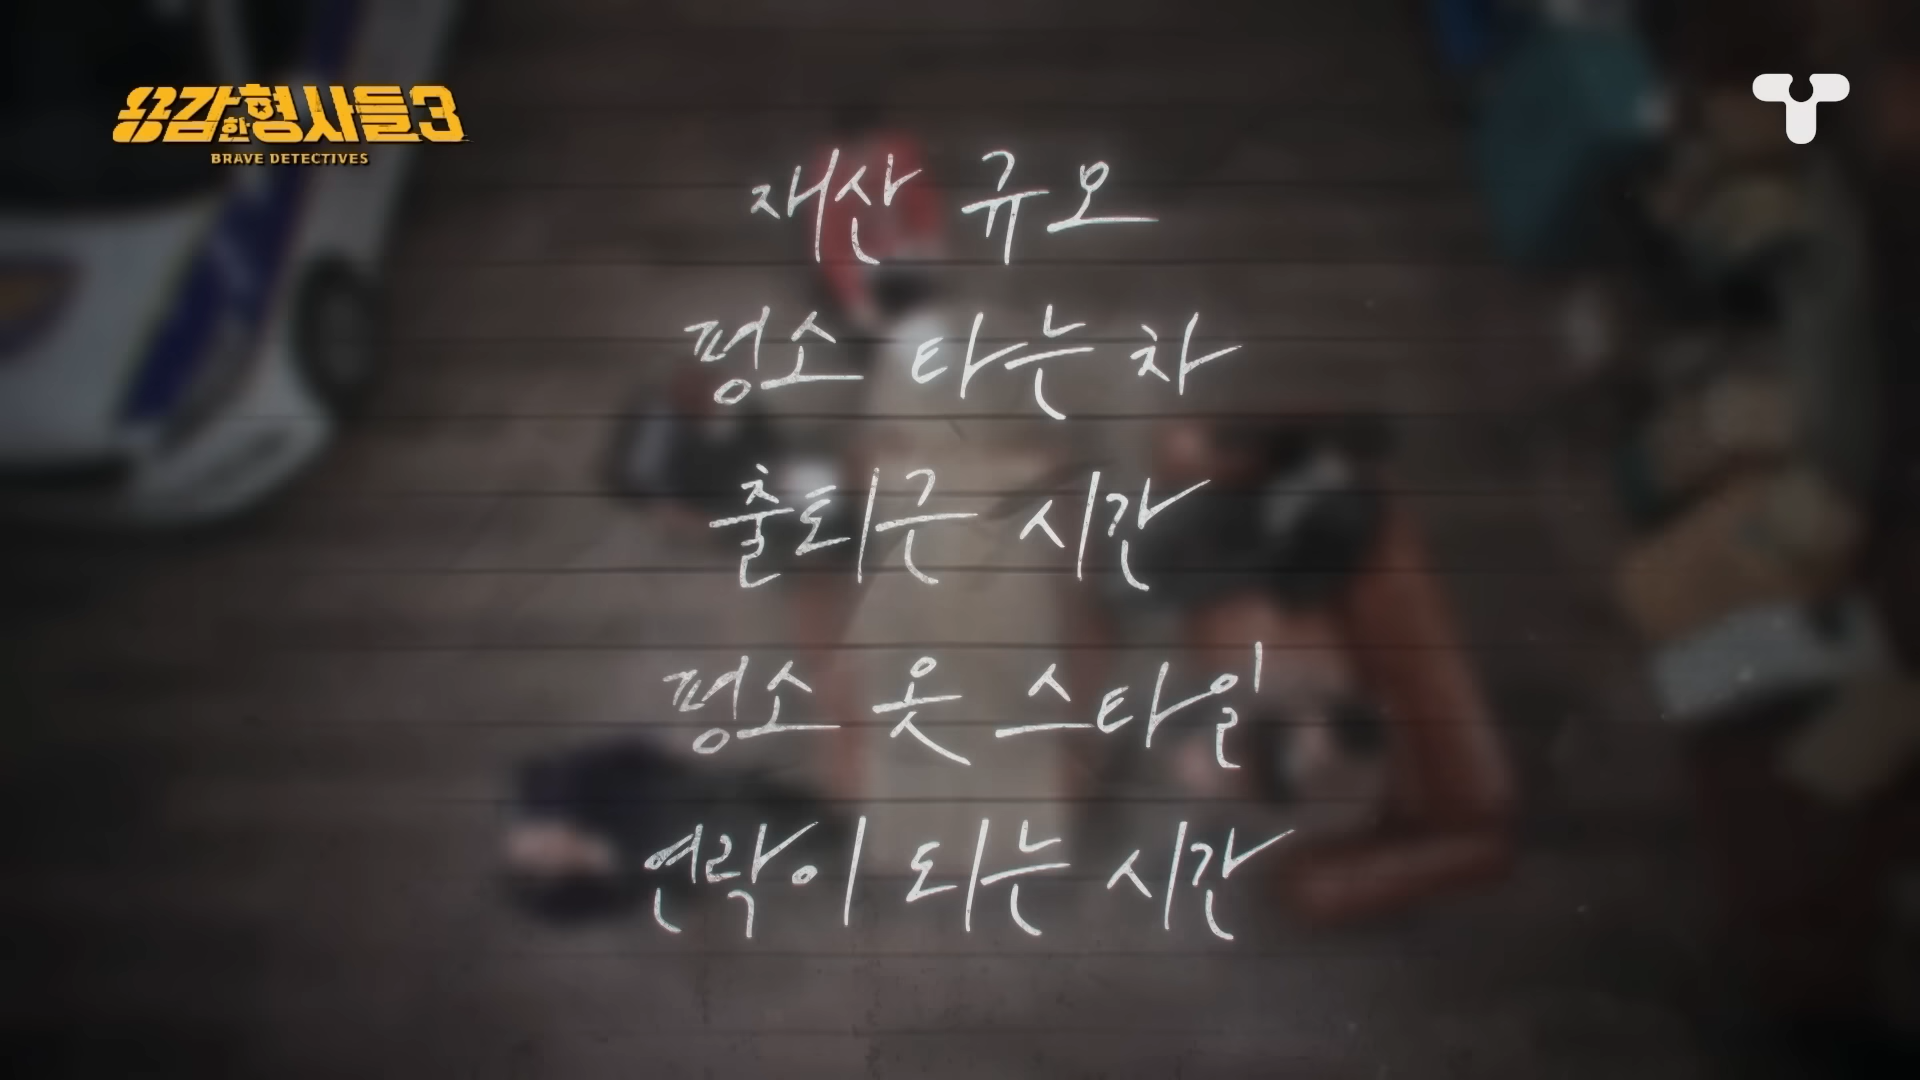 용감한형사들3
BRAVE DETECTIVES
재산 규모
평소 타는 차
출퇴근 시간
평소 옷 스타일
연락이 되는 시간